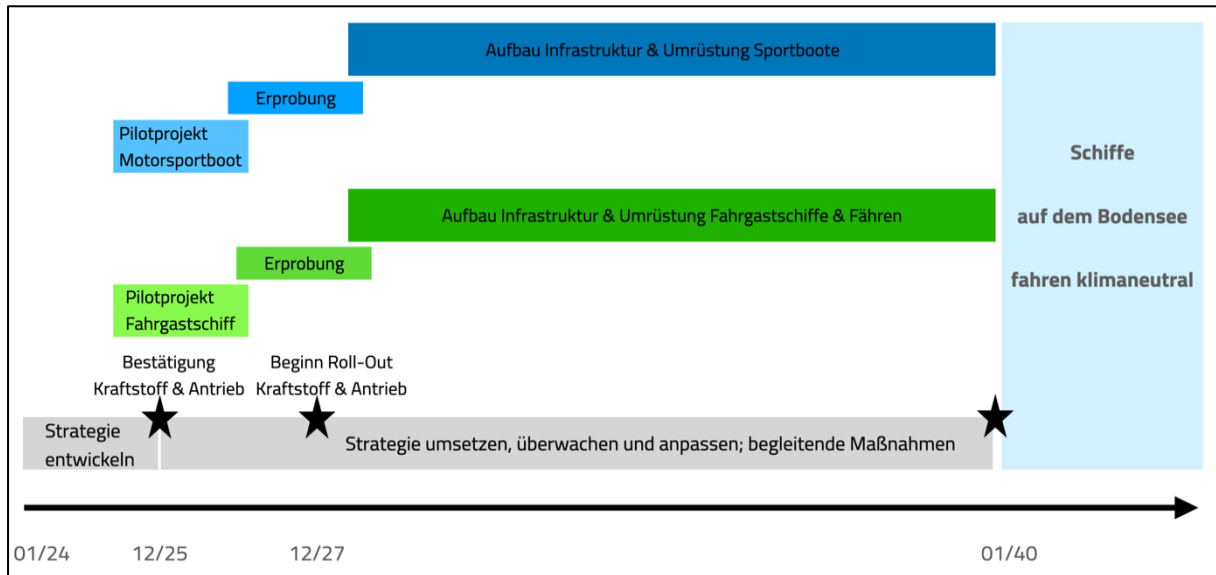 Aufbau Infrastruktur & Umrüstung Sportboote
Erprobung
Pilotprojekt
Motorsportboot
Aufbau Infrastruktur & Umrüstung Fahrgastschiffe & Fähren
Erprobung
Pilotprojekt
Fahrgastschiff
Schiffe
auf dem Bodensee
fahren klimaneutral
Bestätigung
Kraftstoff & Antrieb
Beginn Roll-Out
Kraftstoff & Antrieb
Strategie
entwickeln
Strategie umsetzen, überwachen und anpassen; begleitende Maßnahmen
01/24
12/25
12/27
01/40